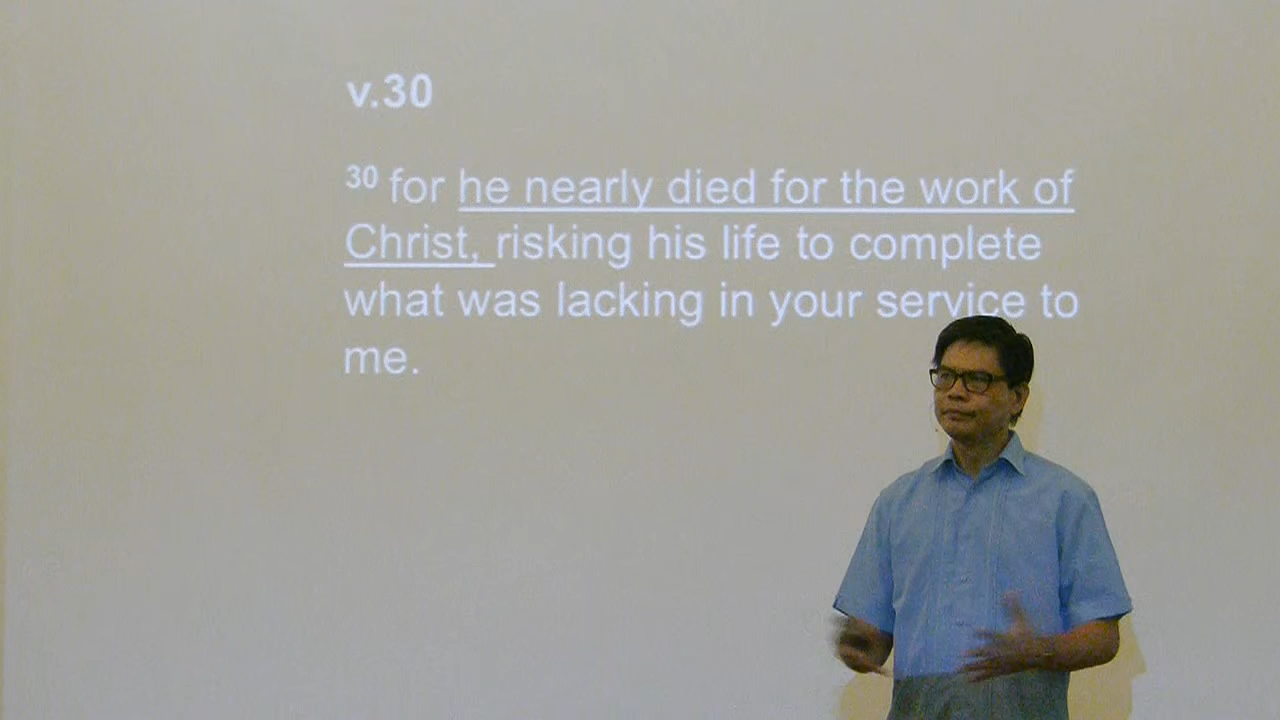 v.30
30 for he nearly died for the work of
Christ, risking his life to complete
what was lacking in your service to
me.